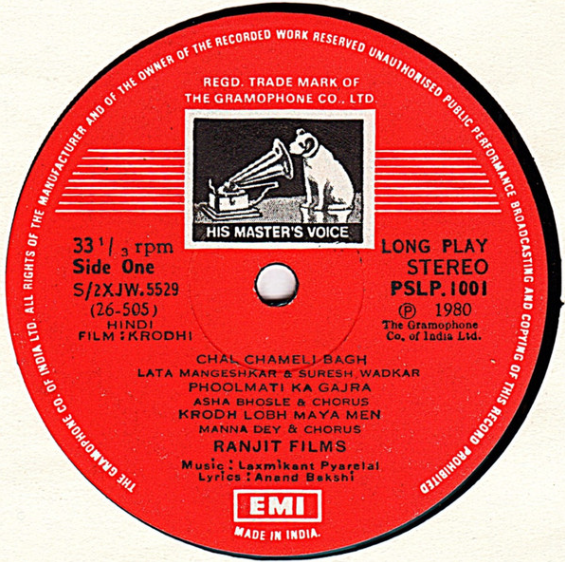 THE GRAMOPHONE CO. OF INDIA LTD. ALL RIGHTS OF THE MANUFACTURER AND OF THE OWNER OF THE RECORDED WORK RESERVED UNAUTHORISED PUBLIC PERFORMANCE BROADCASTING AND COPYING OF THIS RECORD PROHIBITED
REGD. TRADE MARK OF
THE GRAMOPHONE CO., LTD.
HIS MASTER'S VOICE
33 1/3 rpm
Side One
S/2XJW.5529
(26-505)
HINDI
FILM : KRODHI
LONG PLAY
STEREO
PSLP.1001
℗ 1980
The Gramophone
Co. of India Ltd.
CHAL CHAMELI BAGH
LATA MANGESHKAR & SURESH WADKAR
PHOOLMATI KA GAJRA
ASHA BHOSLE & CHORUS
KRODH LOBH MAYA MEN
MANNA DEY & CHORUS
RANJIT FILMS
Music : Laxmikant Pyarelal
Lyrics : Anand Bakshi
EMI
MADE IN INDIA.